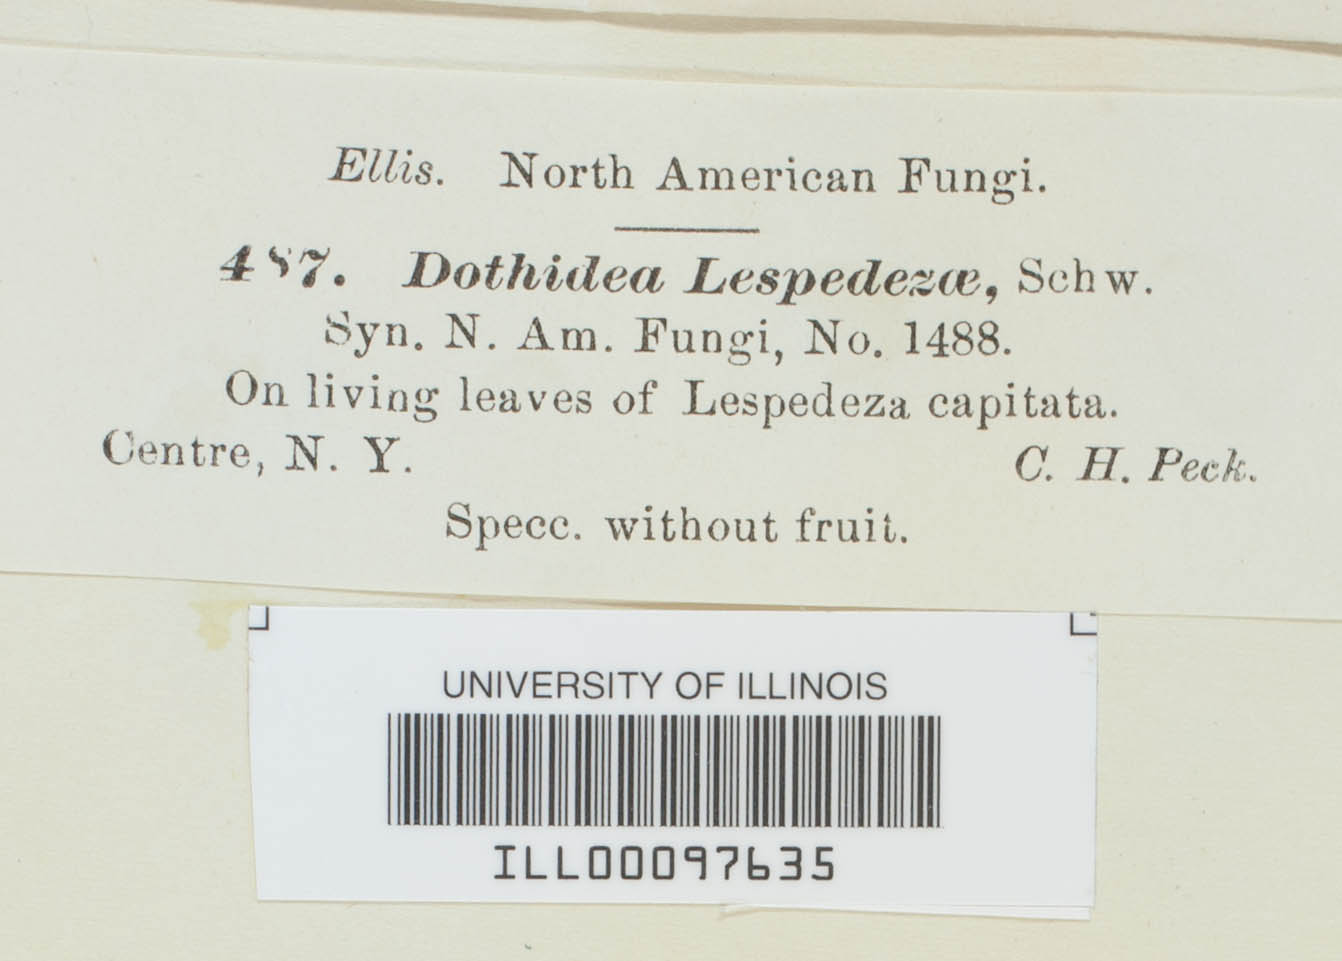 Ellis. North American Fungi.
487. Dothidea Lespedezæ, Schw.
Syn. N. Am. Fungi, No. 1488.
On living leaves of Lespedeza capitata.
Centre, N. Y. C. H. Peck.
Specc. without fruit.
UNIVERSITY OF ILLINOIS
ILL00097635